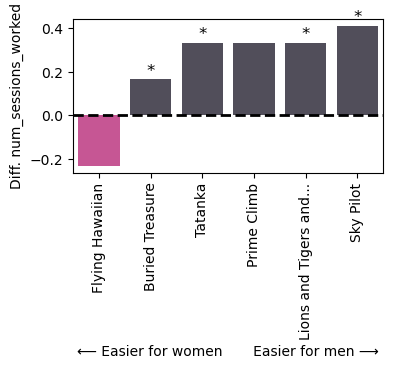 Diff. num_sessions_worked
0.4
0.2
0.0
−0.2
* * * *
Flying Hawaiian
Buried Treasure
Tatanka
Prime Climb
Lions and Tigers and...
Sky Pilot
⟵ Easier for women
Easier for men ⟶